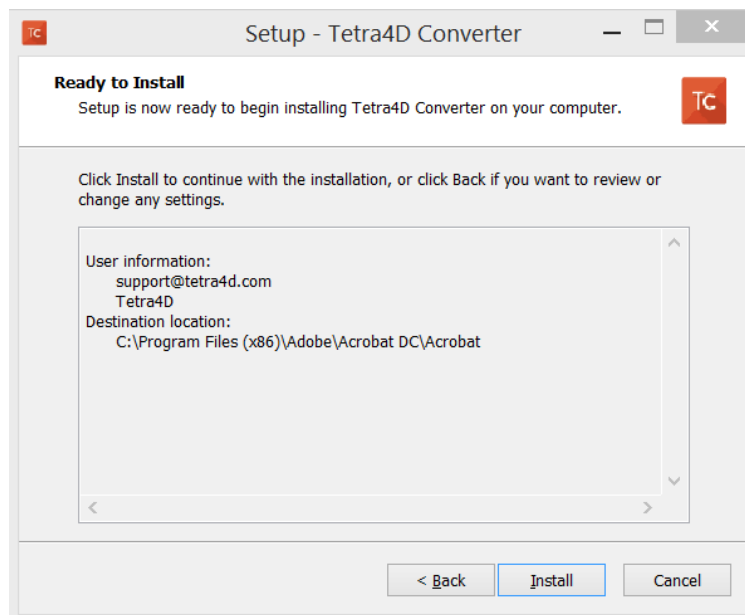 TC
Setup - Tetra4D Converter
Ready to Install
Setup is now ready to begin installing Tetra4D Converter on your computer.
TC
Click Install to continue with the installation, or click Back if you want to review or
change any settings.
User information:
support@tetra4d.com
Tetra4D
Destination location:
C:\Program Files (x86)\Adobe\Acrobat DC\Acrobat
< Back
Install
Cancel